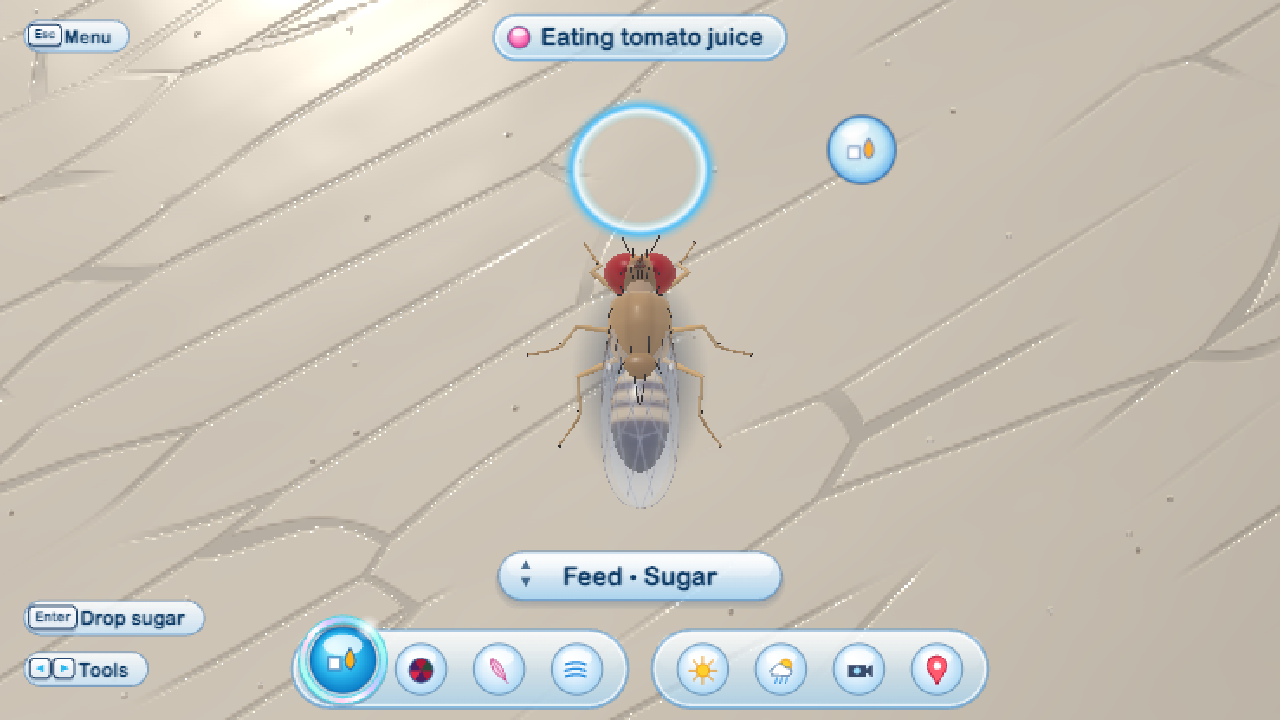 Esc Menu
Eating tomato juice
Feed · Sugar
Enter Drop sugar
Tools